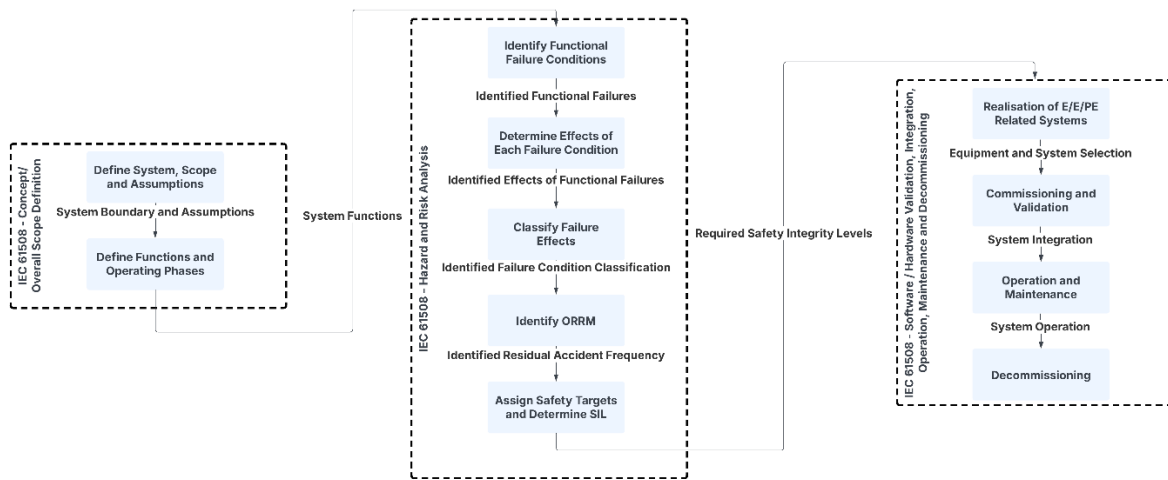 IEC 61508 - Concept/
Overall Scope Definition
Define System, Scope
and Assumptions
System Boundary and Assumptions
Define Functions and
Operating Phases
System Functions
IEC 61508 - Hazard and Risk Analysis
Identify Functional
Failure Conditions
Identified Functional Failures
Determine Effects of
Each Failure Condition
Identified Effects of Functional Failures
Classify Failure
Effects
Identified Failure Condition Classification
Identify ORRM
Identified Residual Accident Frequency
Assign Safety Targets
and Determine SIL
Required Safety Integrity Levels
IEC 61508 - Software / Hardware Validation, Integration,
Operation, Maintenance and Decommissioning
Realisation of E/E/PE
Related Systems
Equipment and System Selection
Commissioning and
Validation
System Integration
Operation and
Maintenance
System Operation
Decommissioning